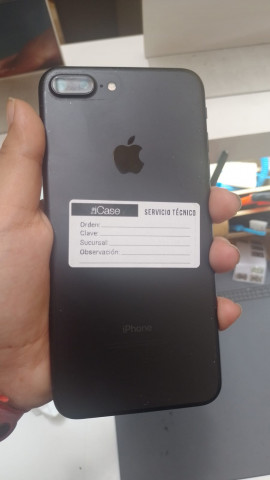 iCase SERVICIO TÉCNICO
Orden:
Clave:
Sucursal:
Observación:
iPhone